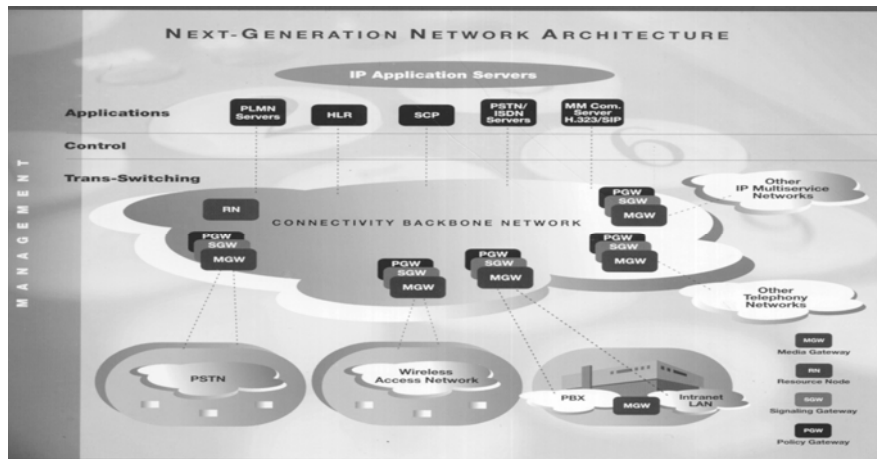 NEXT-GENERATION NETWORK ARCHITECTURE
IP Application Servers
Applications
PLMN
Servers
HLR
SCP
PSTN/
ISDN
Servers
MM Com.
Server
H.323/SIP
Control
Trans-Switching
MANAGEMENT
RN
CONNECTIVITY BACKBONE NETWORK
PGW
SGW
MGW
Other
IP Multiservice
Networks
PGW
SGW
MGW
PGW
SGW
MGW
PGW
SGW
MGW
PGW
SGW
MGW
Other
Telephony
Networks
PSTN
Wireless
Access Network
PBX
MGW
Intranet
LAN
MGW
Media Gateway
RN
Resource Node
SGW
Signaling Gateway
PGW
Policy Gateway